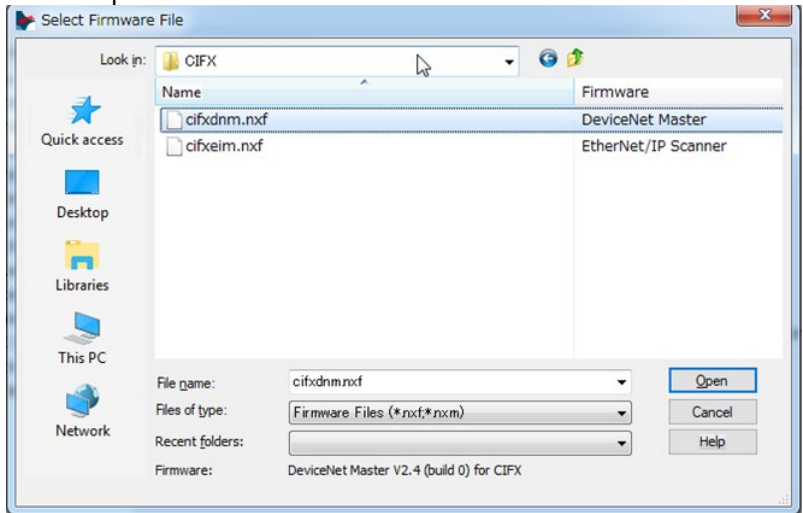 Select Firmware File
Look in: CIFX
Name Firmware
cifxdnm.nxf DeviceNet Master
cifxeim.nxf EtherNet/IP Scanner
Quick access
Desktop
Libraries
This PC
Network
File name: cifxdnm.nxf Open
Files of type: Firmware Files (*.nxf;*.nxm) Cancel
Recent folders: Help
Firmware: DeviceNet Master V2.4 (build 0) for CIFX